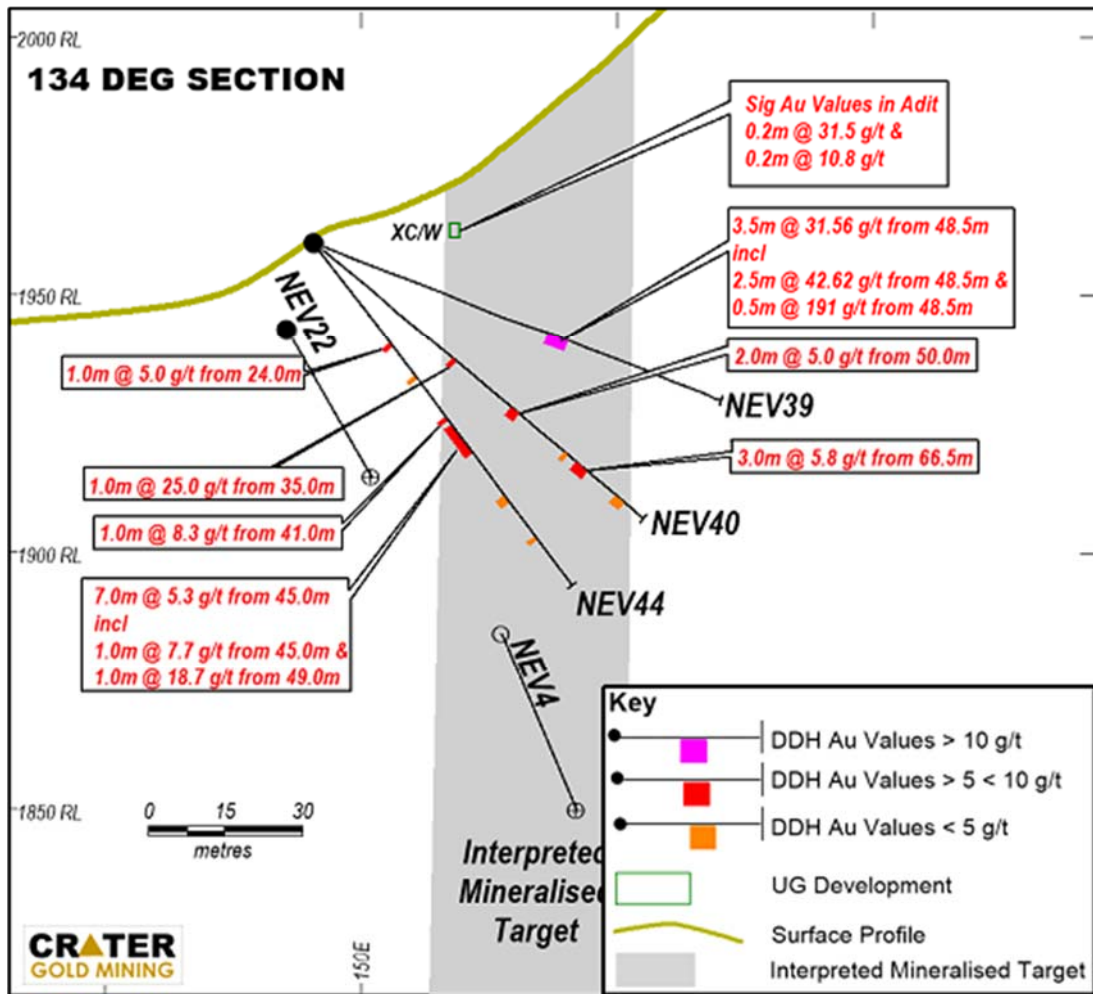 2000 RL
134 DEG SECTION
Sig Au Values in Adit
0.2m @ 31.5 g/t &
0.2m @ 10.8 g/t
XC/W
3.5m @ 31.56 g/t from 48.5m
incl
2.5m @ 42.62 g/t from 48.5m &
0.5m @ 191 g/t from 48.5m
1950 RL
NEV22
1.0m @ 5.0 g/t from 24.0m
2.0m @ 5.0 g/t from 50.0m
NEV39
1.0m @ 25.0 g/t from 35.0m
3.0m @ 5.8 g/t from 66.5m
1.0m @ 8.3 g/t from 41.0m
NEV40
1900 RL
7.0m @ 5.3 g/t from 45.0m
incl
1.0m @ 7.7 g/t from 45.0m &
1.0m @ 18.7 g/t from 49.0m
NEV44
NEV4
Key
DDH Au Values > 10 g/t
DDH Au Values > 5 < 10 g/t
DDH Au Values < 5 g/t
UG Development
Surface Profile
Interpreted Mineralised Target
1850 RL
0 15 30
metres
Interpreted
Mineralised
Target
150E
CRATER
GOLD MINING